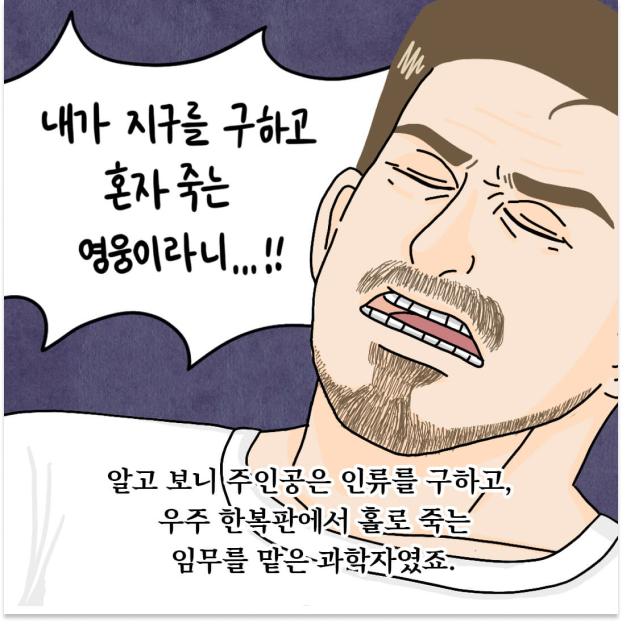 내가 지구를 구하고
혼자 죽는
영웅이라니...!!
알고 보니 주인공은 인류를 구하고,
우주 한복판에서 홀로 죽는
임무를 맡은 과학자였죠.